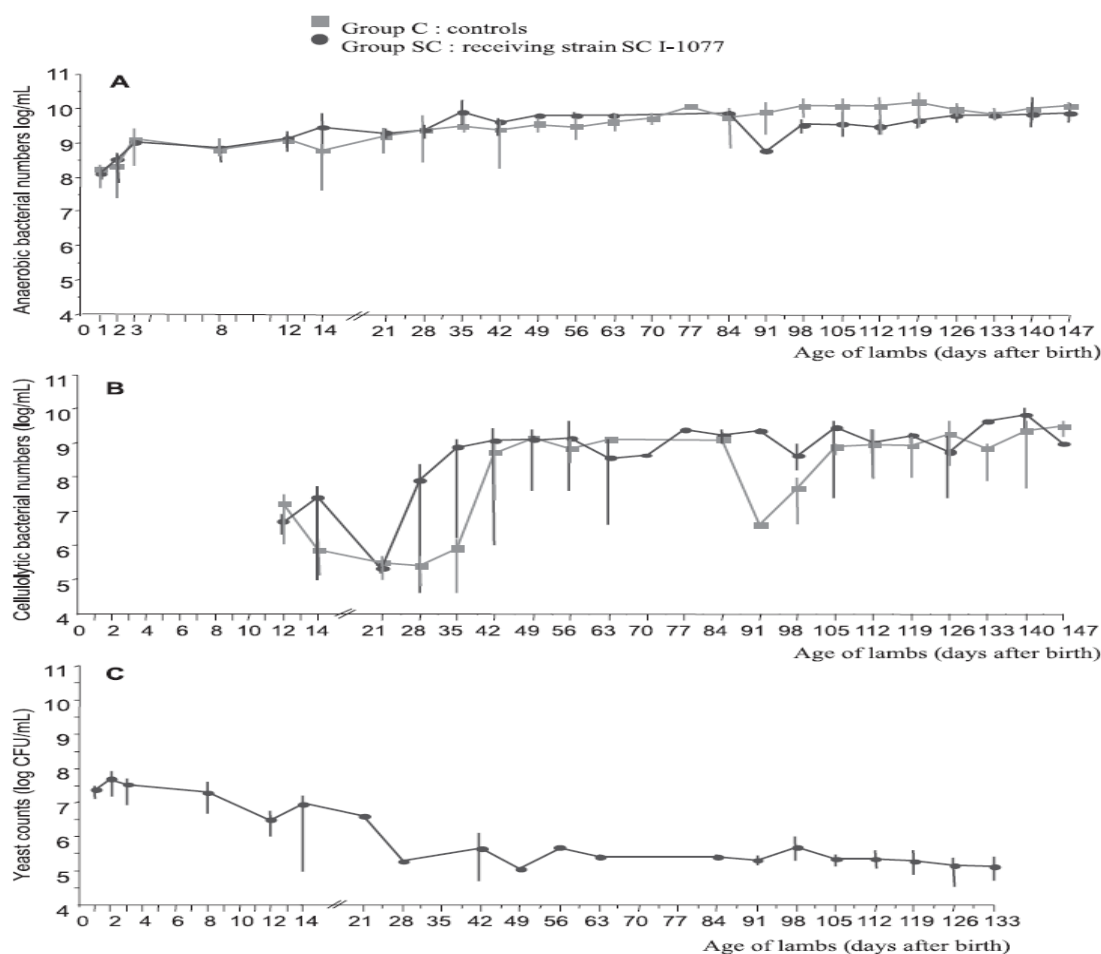 Group C : controls
Group SC : receiving strain SC I-1077
A
Anaerobic bacterial numbers log/mL
11
10
9
8
7
6
5
4
0 1 2 3 8 12 14 21 28 35 42 49 56 63 70 77 84 91 98 105 112 119 126 133 140 147
Age of lambs (days after birth)
B
Cellulolytic bacterial numbers (log/mL)
11
10
9
8
7
6
5
4
0 2 4 6 8 10 12 14 21 28 35 42 49 56 63 70 77 84 91 98 105 112 119 126 133 140 147
Age of lambs (days after birth)
C
Yeast counts (log CFU/mL)
11
10
9
8
7
6
5
4
0 2 4 6 8 10 12 14 21 28 35 42 49 56 63 70 77 84 91 98 105 112 119 126 133
Age of lambs (days after birth)